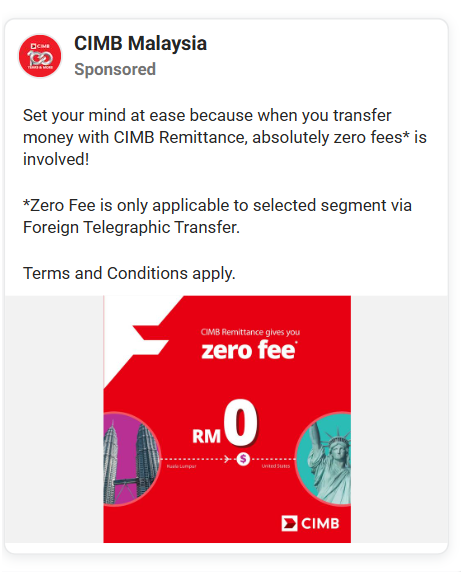 CIMB
100
YEARS & MORE
CIMB Malaysia
Sponsored
Set your mind at ease because when you transfer
money with CIMB Remittance, absolutely zero fees* is
involved!
*Zero Fee is only applicable to selected segment via
Foreign Telegraphic Transfer.
Terms and Conditions apply.
CIMB Remittance gives you
zero fee*
RM0
$
Kuala Lumpur
United States
CIMB